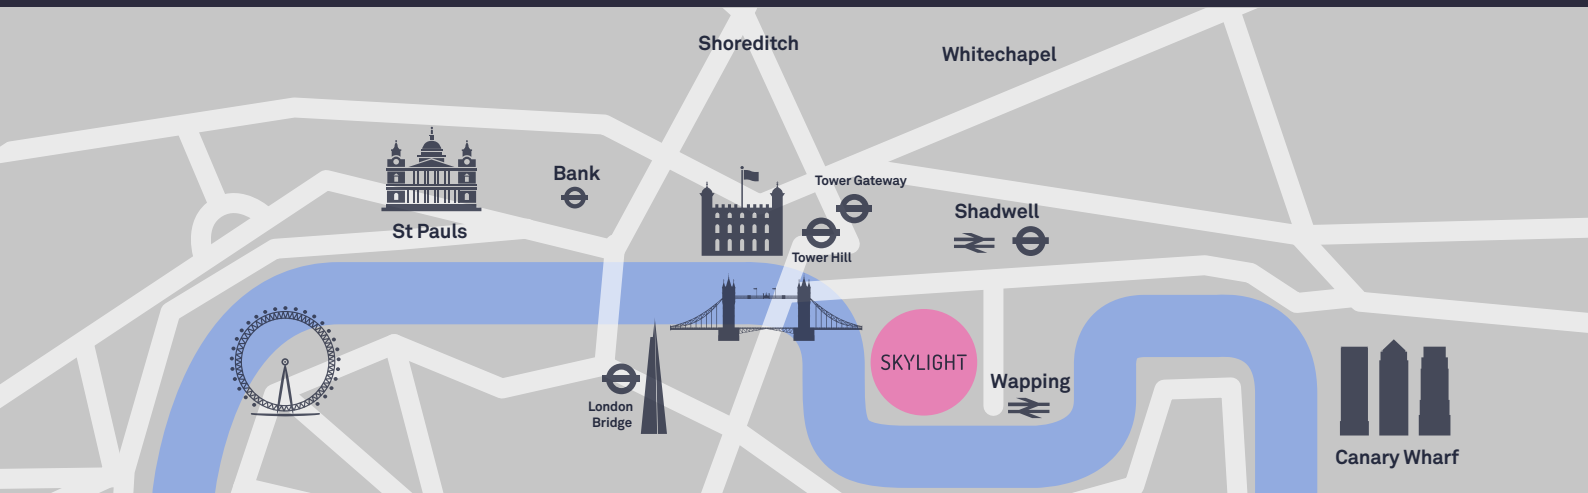 Shoreditch
Whitechapel
Bank
Tower Gateway
Shadwell
St Pauls
Tower Hill
SKYLIGHT
Wapping
London
Bridge
Canary Wharf